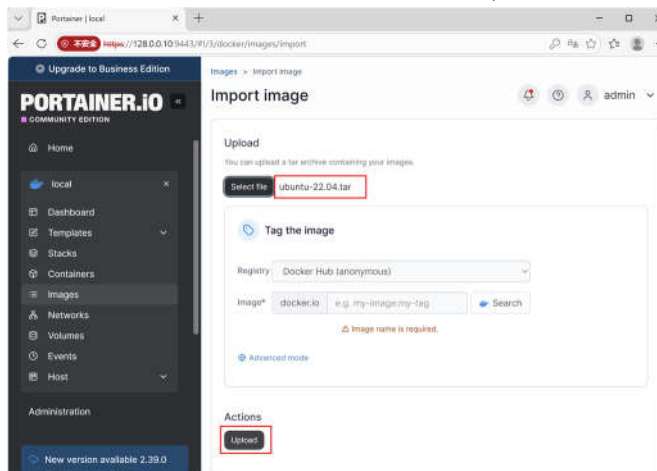 Portainer | local
不安全 https://128.0.0.10:9443/#!/3/docker/images/import
Upgrade to Business Edition
PORTAINER.iO
COMMUNITY EDITION
Home
local
Dashboard
Templates
Stacks
Containers
Images
Networks
Volumes
Events
Host
Administration
New version available 2.39.0
Images > Import image
Import image
admin
Upload
You can upload a tar archive containing your images.
Select file ubuntu-22.04.tar
Tag the image
Registry Docker Hub (anonymous)
Image* docker.io e.g. my-image:my-tag Search
Image name is required.
Advanced mode
Actions
Upload